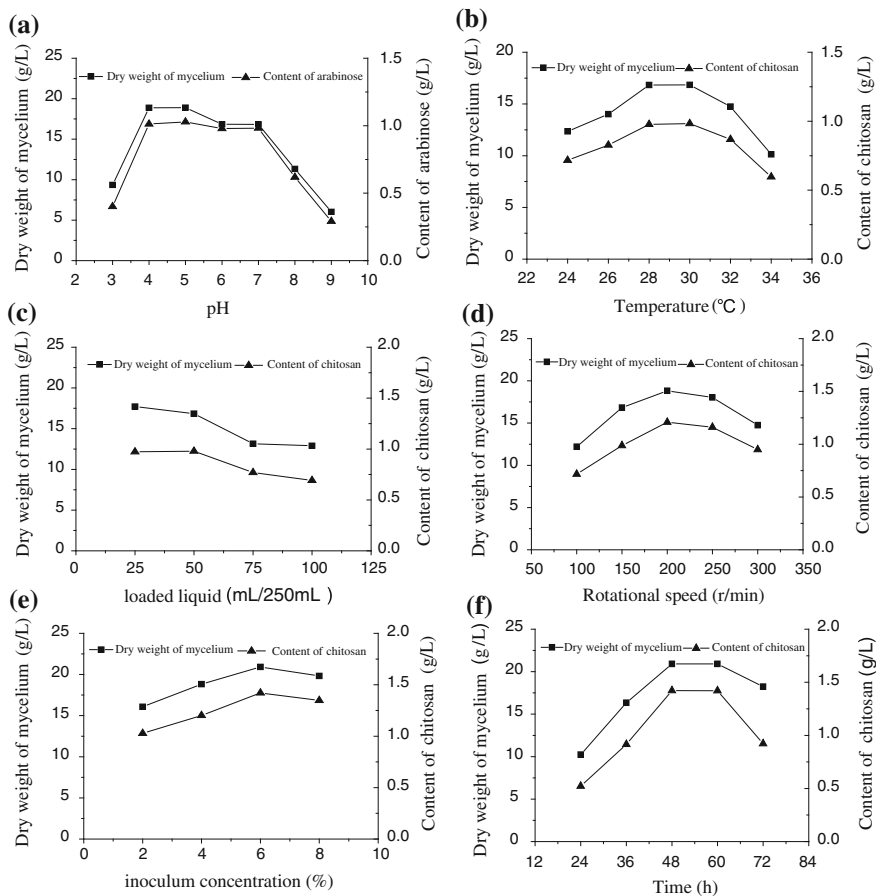 (a)
Dry weight of mycelium (g/L)
25
20
15
10
5
0
Dry weight of mycelium
Content of arabinose
1.5
1.0
0.5
0.0
Content of arabinose (g/L)
2 3 4 5 6 7 8 9 10
pH
(b)
Dry weight of mycelium (g/L)
20
15
10
5
0
Dry weight of mycelium
Content of chitosan
1.5
1.0
0.5
0.0
Content of chitosan (g/L)
22 24 26 28 30 32 34 36
Temperature (℃)
(c)
Dry weight of mycelium (g/L)
25
20
15
10
5
0
Dry weight of mycelium
Content of chitosan
2.0
1.5
1.0
0.5
0.0
Content of chitosan (g/L)
0 25 50 75 100 125
loaded liquid (mL/250mL)
(d)
Dry weight of mycelium (g/L)
25
20
15
10
5
0
Dry weight of mycelium
Content of chitosan
2.0
1.5
1.0
0.5
0.0
Content of chitosan (g/L)
50 100 150 200 250 300 350
Rotational speed (r/min)
(e)
Dry weight of mycelium (g/L)
25
20
15
10
5
0
Dry weight of mycelium
Content of chitosan
2.0
1.5
1.0
0.5
0.0
Content of chitosan (g/L)
0 2 4 6 8 10
inoculum concentration (%)
(f)
Dry weight of mycelium (g/L)
25
20
15
10
5
0
Dry weight of mycelium
Content of chitosan
2.0
1.5
1.0
0.5
0.0
Content of chitosan (g/L)
12 24 36 48 60 72 84
Time (h)